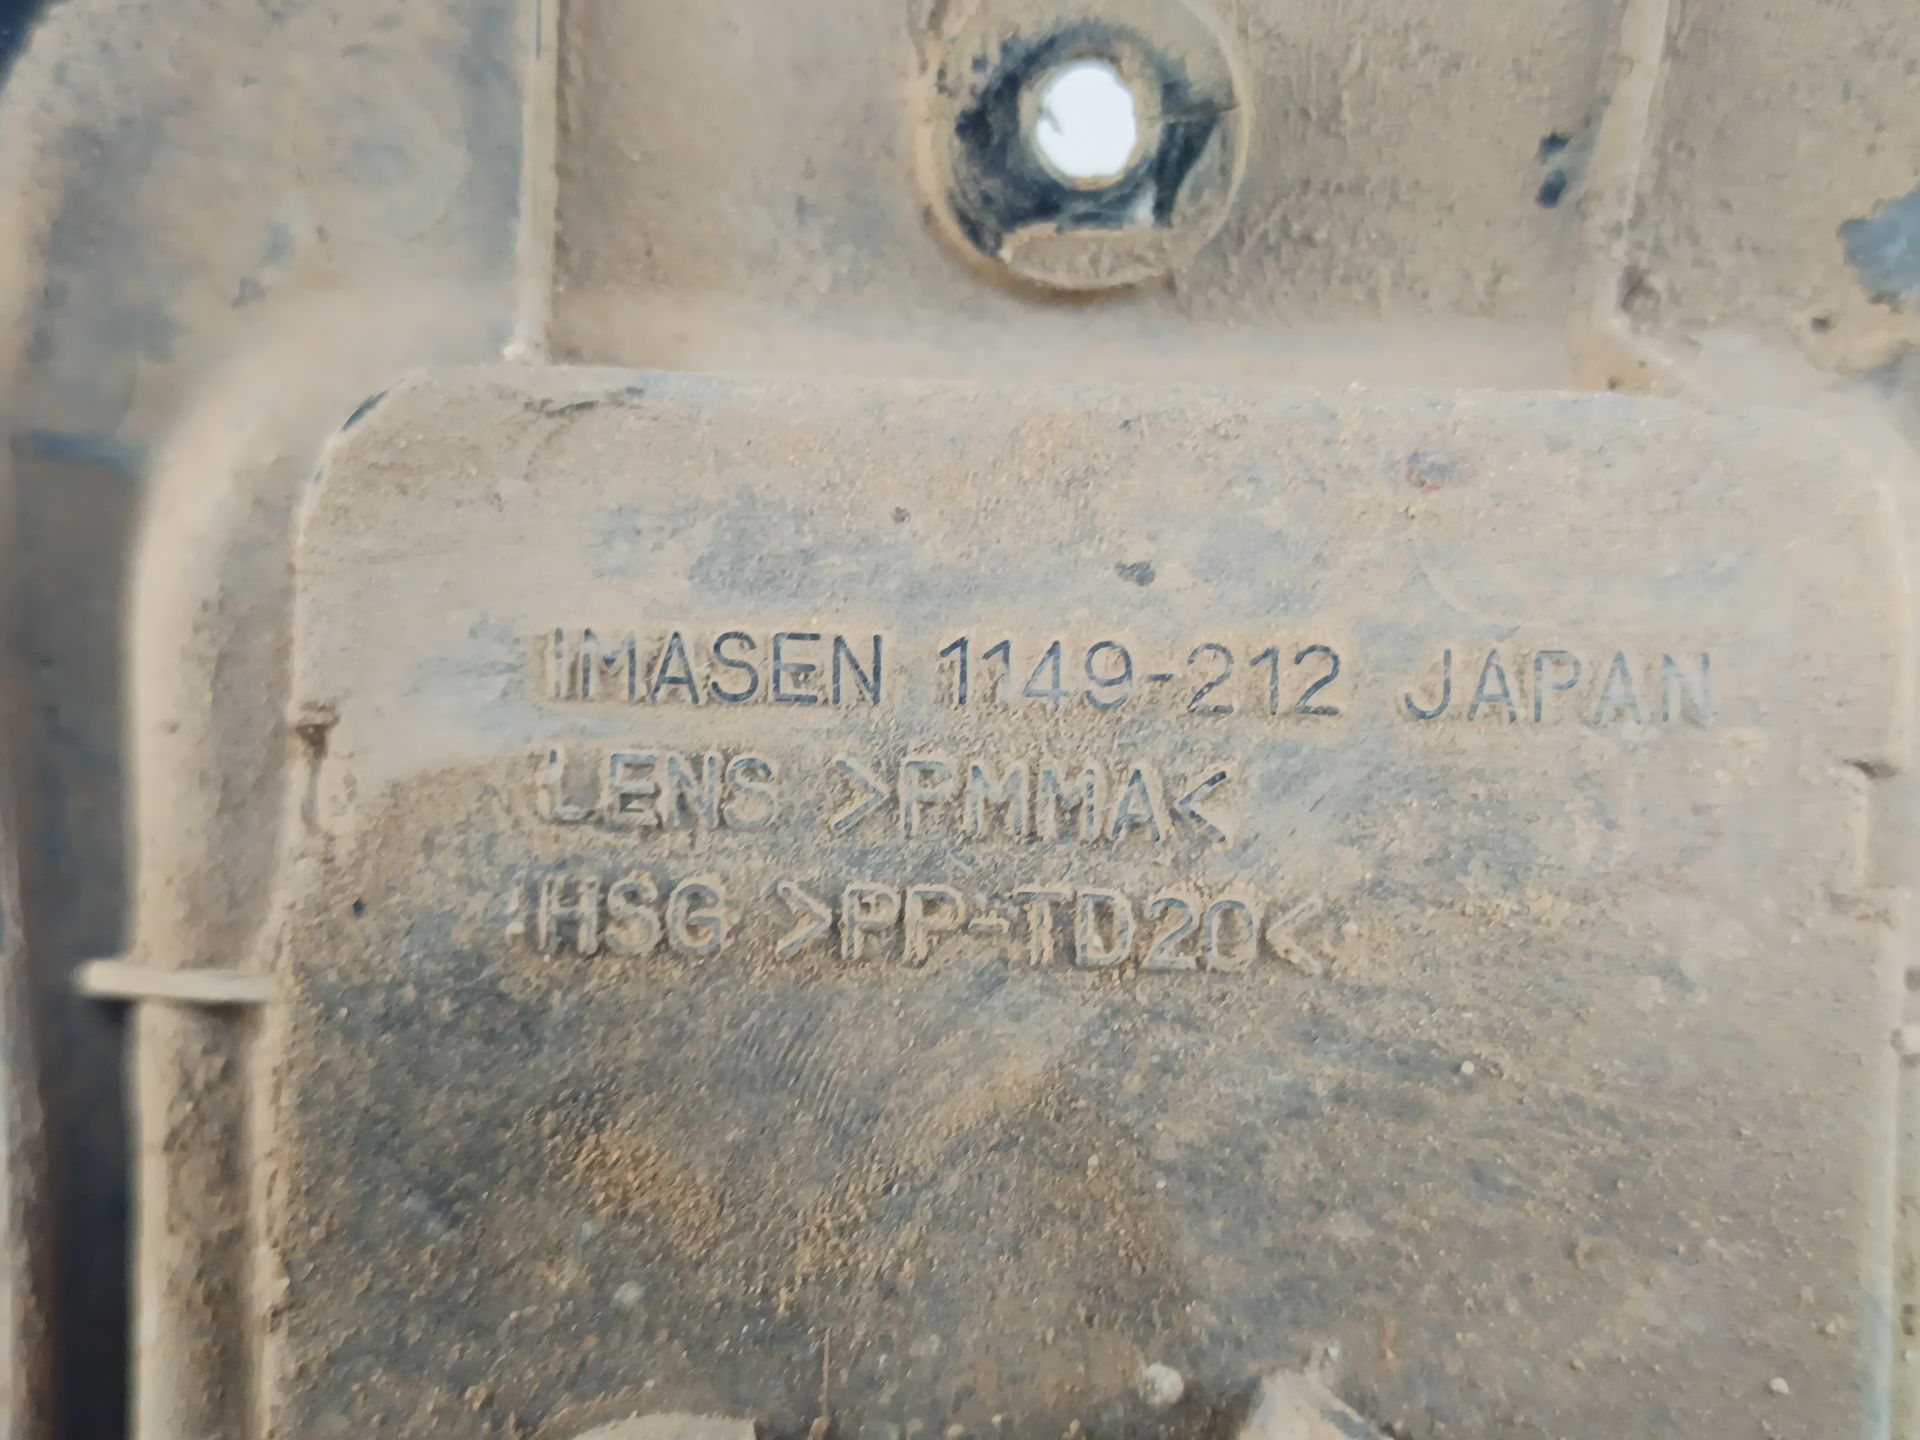 IMASEN 1149-212 JAPAN
LENS >PMMA<
HSG >PP-TD20<